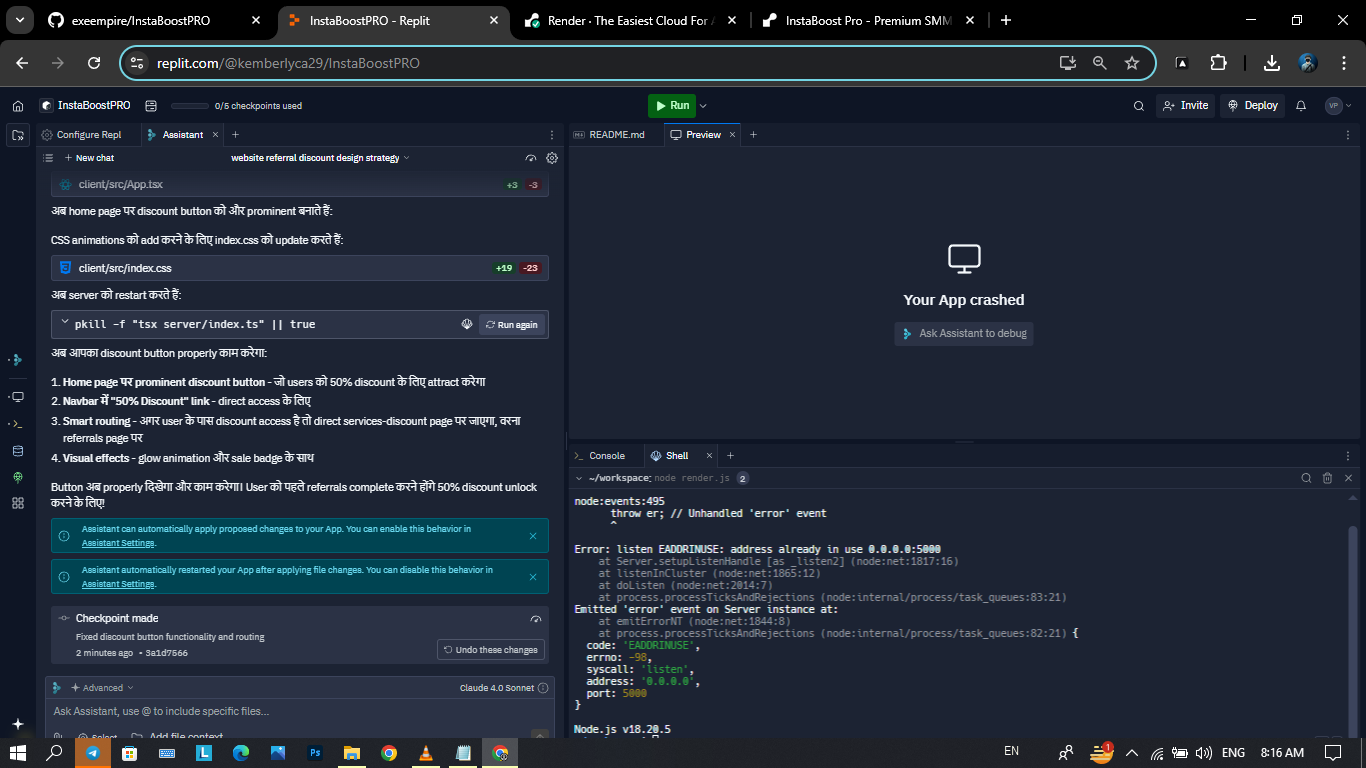 exeempire/InstaBoostPRO
InstaBoostPRO - Replit
Render · The Easiest Cloud For
InstaBoost Pro - Premium SMM
replit.com/@kemberlyca29/InstaBoostPRO
InstaBoostPRO
0/5 checkpoints used
Run
Invite
Deploy
VP
Configure Repl
Assistant
New chat
website referral discount design strategy
client/src/App.tsx
+3 -3
अब home page पर discount button को और prominent बनाते हैं:
CSS animations को add करने के लिए index.css को update करते हैं:
client/src/index.css
+19 -23
अब server को restart करते हैं:
pkill -f "tsx server/index.ts" || true
Run again
अब आपका discount button properly काम करेगा:
1. Home page पर prominent discount button - जो users को 50% discount के लिए attract करेगा
2. Navbar में "50% Discount" link - direct access के लिए
3. Smart routing - अगर user के पास discount access है तो direct services-discount page पर जाएगा, वरना
referrals page पर
4. Visual effects - glow animation और sale badge के साथ
Button अब properly दिखेगा और काम करेगा। User को पहले referrals complete करने होंगे 50% discount unlock
करने के लिए!
Assistant can automatically apply proposed changes to your App. You can enable this behavior in
Assistant Settings.
Assistant automatically restarted your App after applying file changes. You can disable this behavior in
Assistant Settings.
Checkpoint made
Fixed discount button functionality and routing
2 minutes ago • 3a1d7566
Undo these changes
Advanced
Claude 4.0 Sonnet
Ask Assistant, use @ to include specific files...
Select
Add file context
README.md
Preview
Your App crashed
Ask Assistant to debug
Console
Shell
~/workspace: node render.js 2
node:events:495
throw er; // Unhandled 'error' event
^
Error: listen EADDRINUSE: address already in use 0.0.0.0:5000
at Server.setupListenHandle [as _listen2] (node:net:1817:16)
at listenInCluster (node:net:1865:12)
at doListen (node:net:2014:7)
at process.processTicksAndRejections (node:internal/process/task_queues:83:21)
Emitted 'error' event on Server instance at:
at emitErrorNT (node:net:1844:8)
at process.processTicksAndRejections (node:internal/process/task_queues:82:21) {
code: 'EADDRINUSE',
errno: -98,
syscall: 'listen',
address: '0.0.0.0',
port: 5000
}
Node.js v18.20.5
L
Ps
EN
1
ENG
8:16 AM